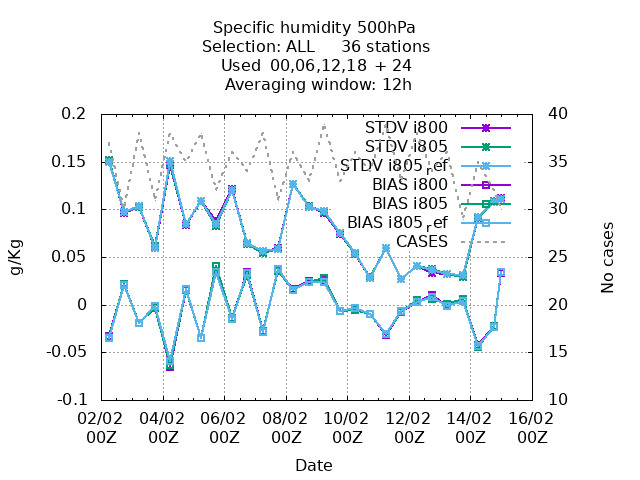 Specific humidity 500hPa
Selection: ALL     36 stations
Used 00,06,12,18 + 24
Averaging window: 12h
0.2
0.15
0.1
0.05
0
-0.05
-0.1
g/Kg
40
35
30
25
20
15
10
No cases
STDV i800
STDV i805
STDV i805ref
BIAS i800
BIAS i805
BIAS i805ref
CASES
02/02 04/02 06/02 08/02 10/02 12/02 14/02 16/02
00Z 00Z 00Z 00Z 00Z 00Z 00Z 00Z
Date